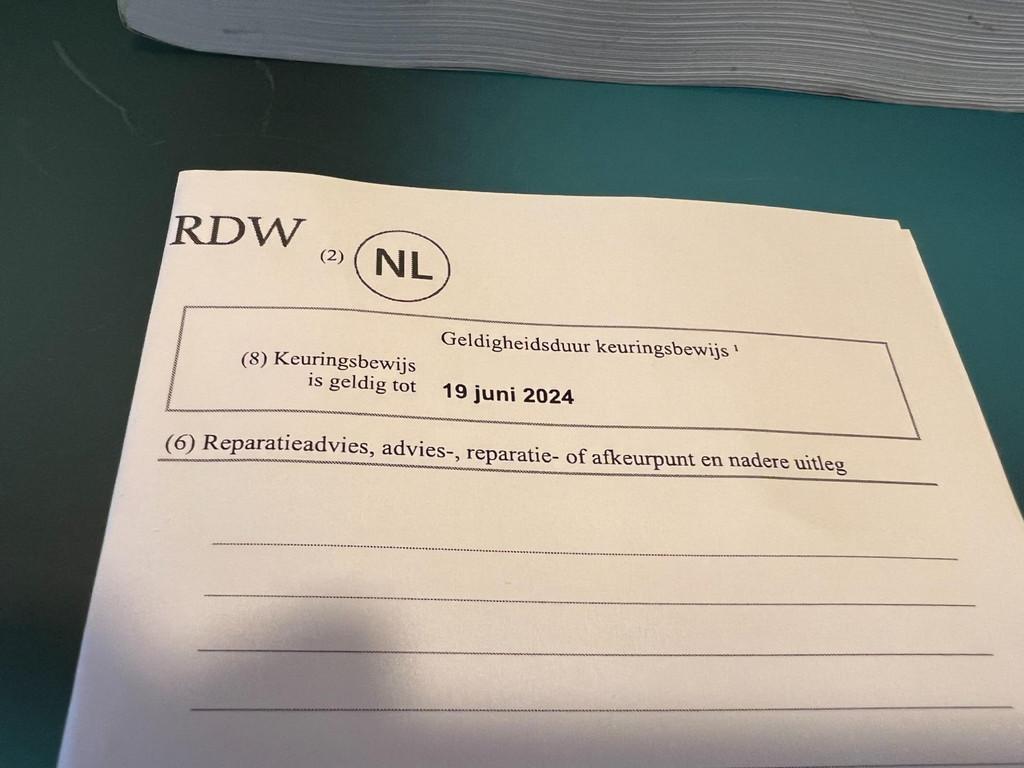 RDW (2) NL
Geldigheidsduur keuringsbewijs ¹
(8) Keuringsbewijs
is geldig tot 19 juni 2024
(6) Reparatieadvies, advies-, reparatie- of afkeurpunt en nadere uitleg